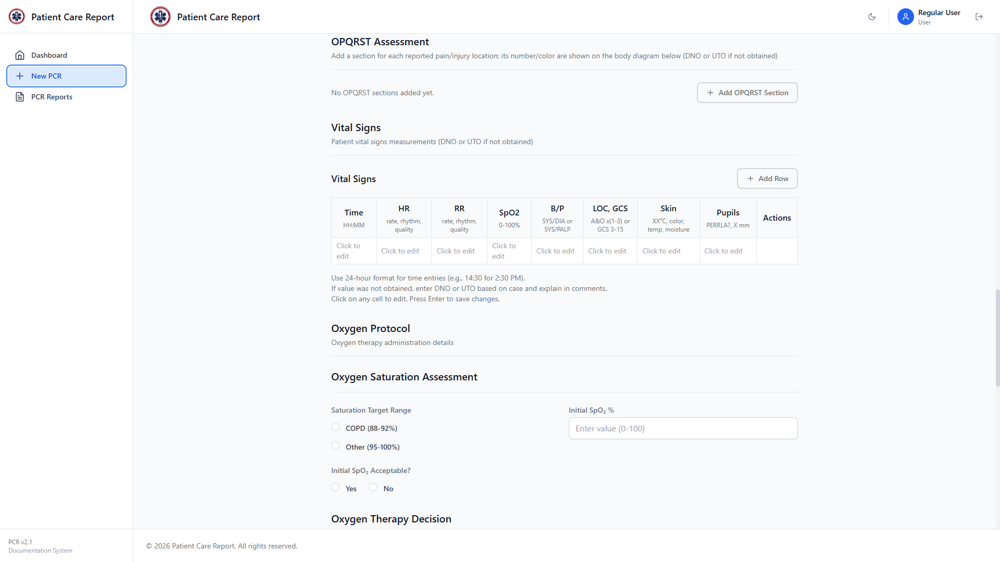 Patient Care Report
Patient Care Report
Regular User
User
Dashboard
New PCR
PCR Reports
OPQRST Assessment
Add a section for each reported pain/injury location; its number/color are shown on the body diagram below (DNO or UTO if not obtained)
No OPQRST sections added yet.
Add OPQRST Section
Vital Signs
Patient vital signs measurements (DNO or UTO if not obtained)
Vital Signs
Add Row
Time
HH:MM
HR
rate, rhythm,
quality
RR
rate, rhythm,
quality
SpO2
0-100%
B/P
SYS/DIA or
SYS/PALP
LOC, GCS
A&O x(1-3) or
GCS 3-15
Skin
XX°C, color,
temp, moisture
Pupils
PERRLA?, X mm
Actions
Click to
edit
Click to edit
Click to edit
Click to
edit
Click to edit
Click to edit
Click to edit
Click to edit
Use 24-hour format for time entries (e.g., 14:30 for 2:30 PM).
If value was not obtained, enter DNO or UTO based on case and explain in comments.
Click on any cell to edit. Press Enter to save changes.
Oxygen Protocol
Oxygen therapy administration details
Oxygen Saturation Assessment
Saturation Target Range
COPD (88-92%)
Other (95-100%)
Initial SpO₂ %
Enter value (0-100)
Initial SpO₂ Acceptable?
Yes
No
Oxygen Therapy Decision
PCR v2.1
Documentation System
© 2026 Patient Care Report. All rights reserved.